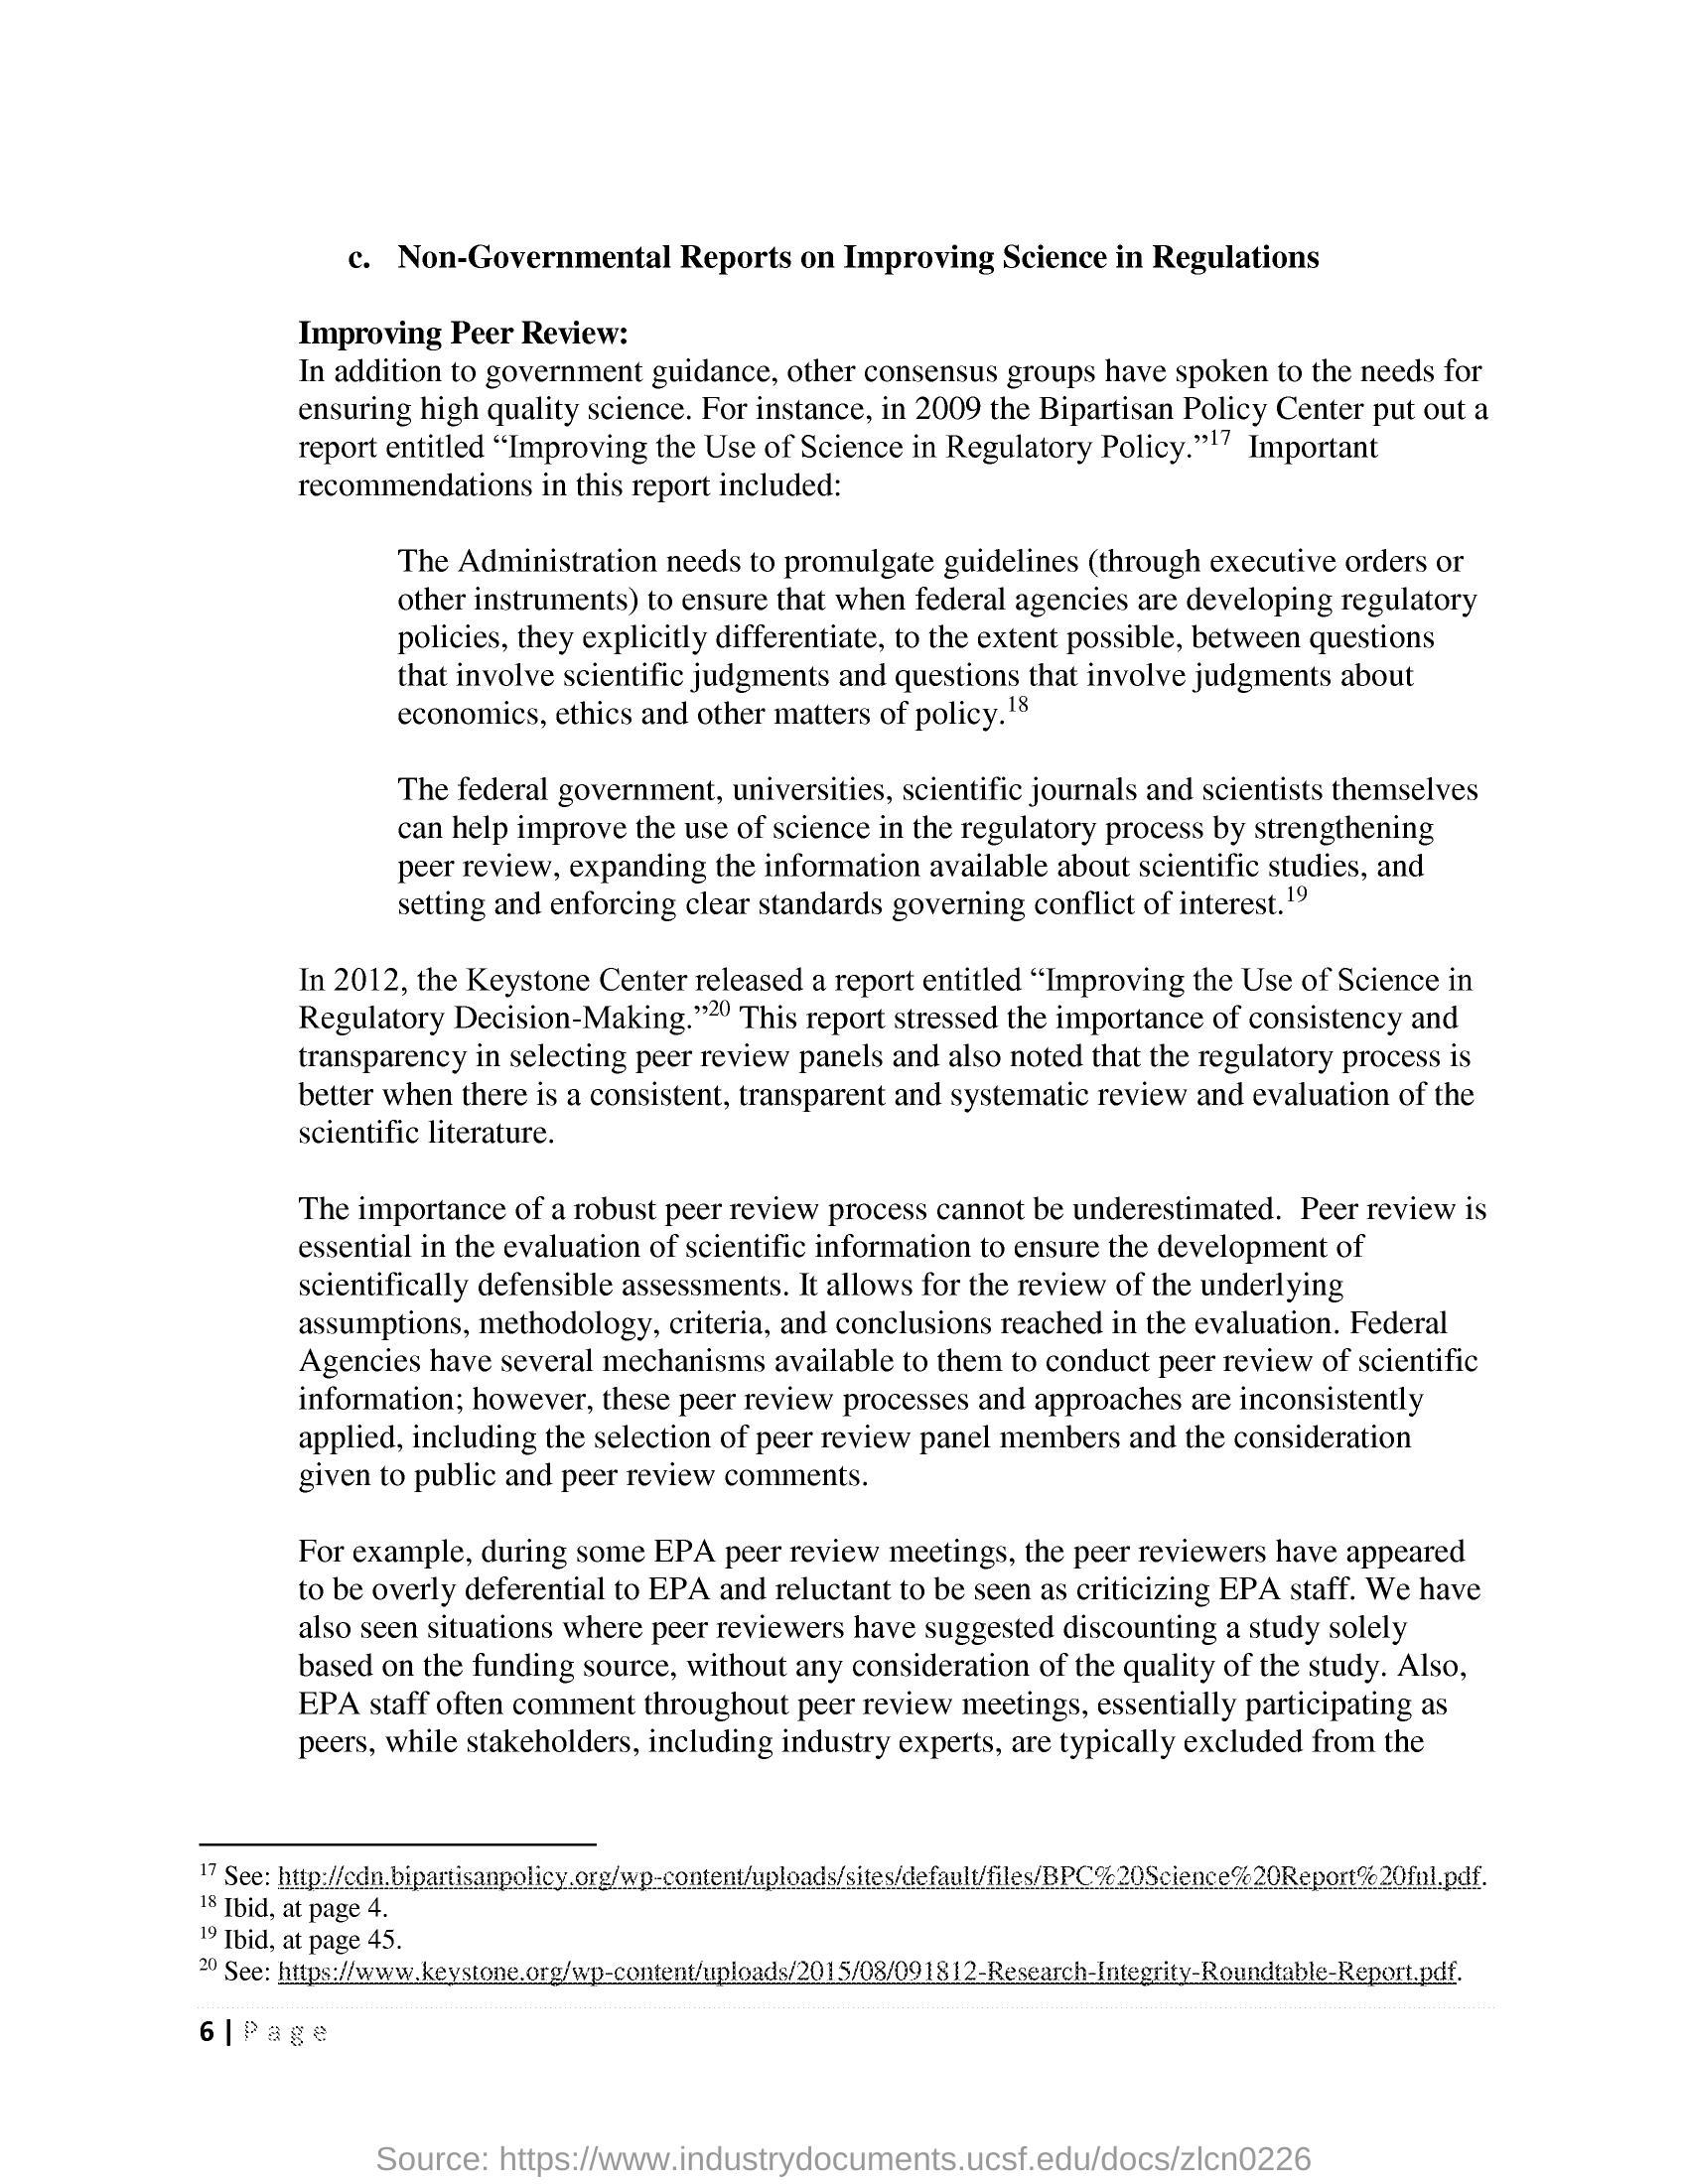 c. Non-Governmental Reports on Improving Science in Regulations
Improving Peer Review:
In addition to government guidance, other consensus groups have spoken to the needs for
ensuring high quality science. For instance, in 2009 the Bipartisan Policy Center put out a
report entitled “Improving the Use of Science in Regulatory Policy.”17 Important
recommendations in this report included:
The Administration needs to promulgate guidelines (through executive orders or
other instruments) to ensure that when federal agencies are developing regulatory
policies, they explicitly differentiate, to the extent possible, between questions
that involve scientific judgments and questions that involve judgments about
economics, ethics and other matters of policy.18
The federal government, universities, scientific journals and scientists themselves
can help improve the use of science in the regulatory process by strengthening
peer review, expanding the information available about scientific studies, and
setting and enforcing clear standards governing conflict of interest.19
In 2012, the Keystone Center released a report entitled “Improving the Use of Science in
Regulatory Decision-Making.”20 This report stressed the importance of consistency and
transparency in selecting peer review panels and also noted that the regulatory process is
better when there is a consistent, transparent and systematic review and evaluation of the
scientific literature.
The importance of a robust peer review process cannot be underestimated. Peer review is
essential in the evaluation of scientific information to ensure the development of
scientifically defensible assessments. It allows for the review of the underlying
assumptions, methodology, criteria, and conclusions reached in the evaluation. Federal
Agencies have several mechanisms available to them to conduct peer review of scientific
information; however, these peer review processes and approaches are inconsistently
applied, including the selection of peer review panel members and the consideration
given to public and peer review comments.
For example, during some EPA peer review meetings, the peer reviewers have appeared
to be overly deferential to EPA and reluctant to be seen as criticizing EPA staff. We have
also seen situations where peer reviewers have suggested discounting a study solely
based on the funding source, without any consideration of the quality of the study. Also,
EPA staff often comment throughout peer review meetings, essentially participating as
peers, while stakeholders, including industry experts, are typically excluded from the
17 See: http://cdn.bipartisanpolicy.org/wp-content/uploads/sites/default/files/BPC%20Science%20Report%20fnl.pdf.
18 Ibid, at page 4.
19 Ibid, at page 45.
20 See: https://www.keystone.org/wp-content/uploads/2015/08/091812-Research-Integrity-Roundtable-Report.pdf.
6 | Page
Source: https://www.industrydocuments.ucsf.edu/docs/zlcn0226